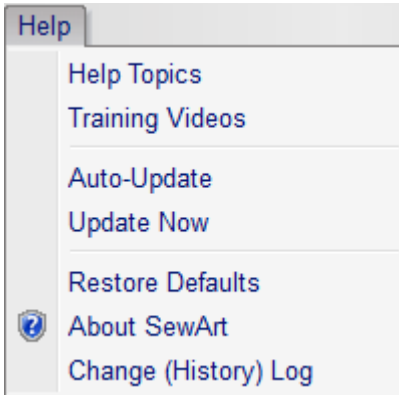 Help
Help Topics
Training Videos
Auto-Update
Update Now
Restore Defaults
About SewArt
Change (History) Log